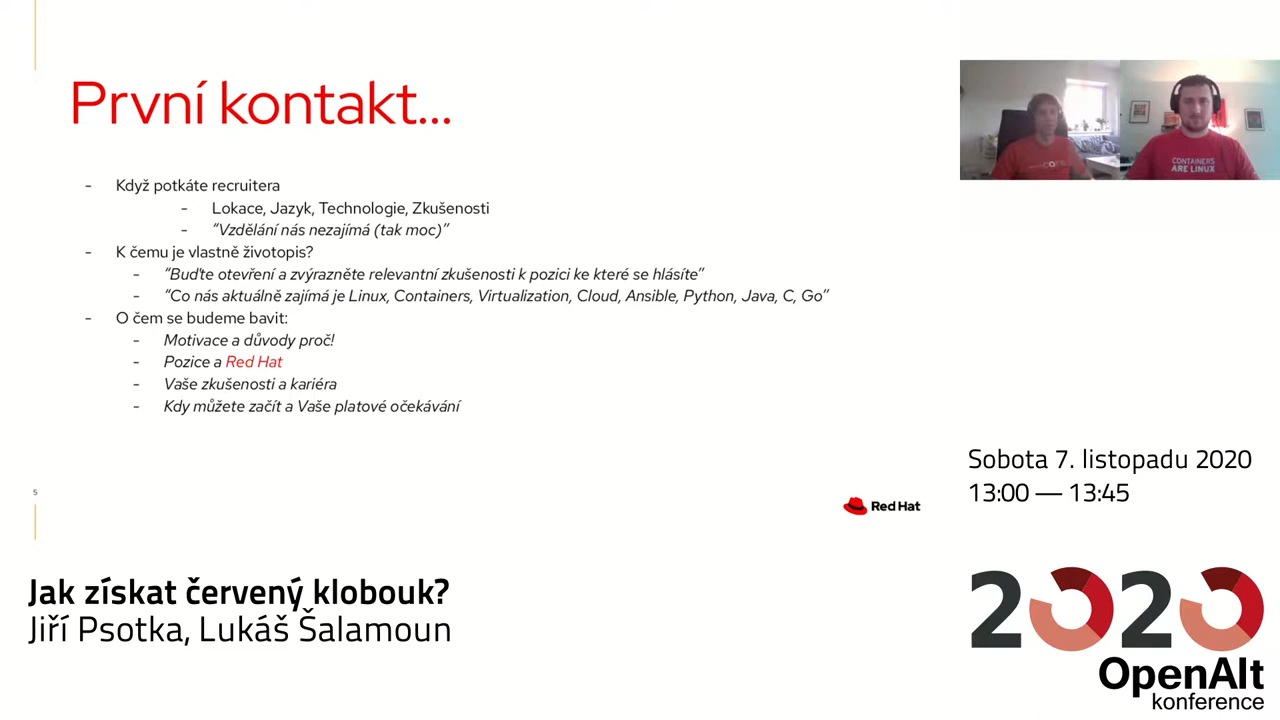 První kontakt...
- Když potkáte recruitera
- Lokace, Jazyk, Technologie, Zkušenosti
- “Vzdělání nás nezajímá (tak moc)”
- K čemu je vlastně životopis?
- “Buďte otevření a zvýrazněte relevantní zkušenosti k pozici ke které se hlásíte”
- “Co nás aktuálně zajímá je Linux, Containers, Virtualization, Cloud, Ansible, Python, Java, C, Go”
- O čem se budeme bavit:
- Motivace a důvody proč!
- Pozice a Red Hat
- Vaše zkušenosti a kariéra
- Kdy můžete začít a Vaše platové očekávání
5
Red Hat
CONTAINERS
ARE LINUX
Sobota 7. listopadu 2020
13:00 — 13:45
Jak získat červený klobouk?
Jiří Psotka, Lukáš Šalamoun
2020
OpenAlt
konference